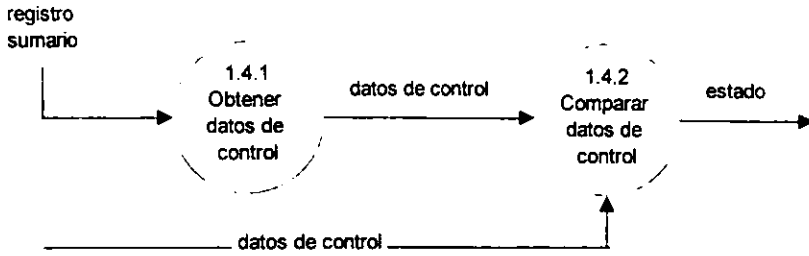 registro
sumario
1.4.1
Obtener
datos de
control
datos de control
1.4.2
Comparar
datos de
control
estado
datos de control